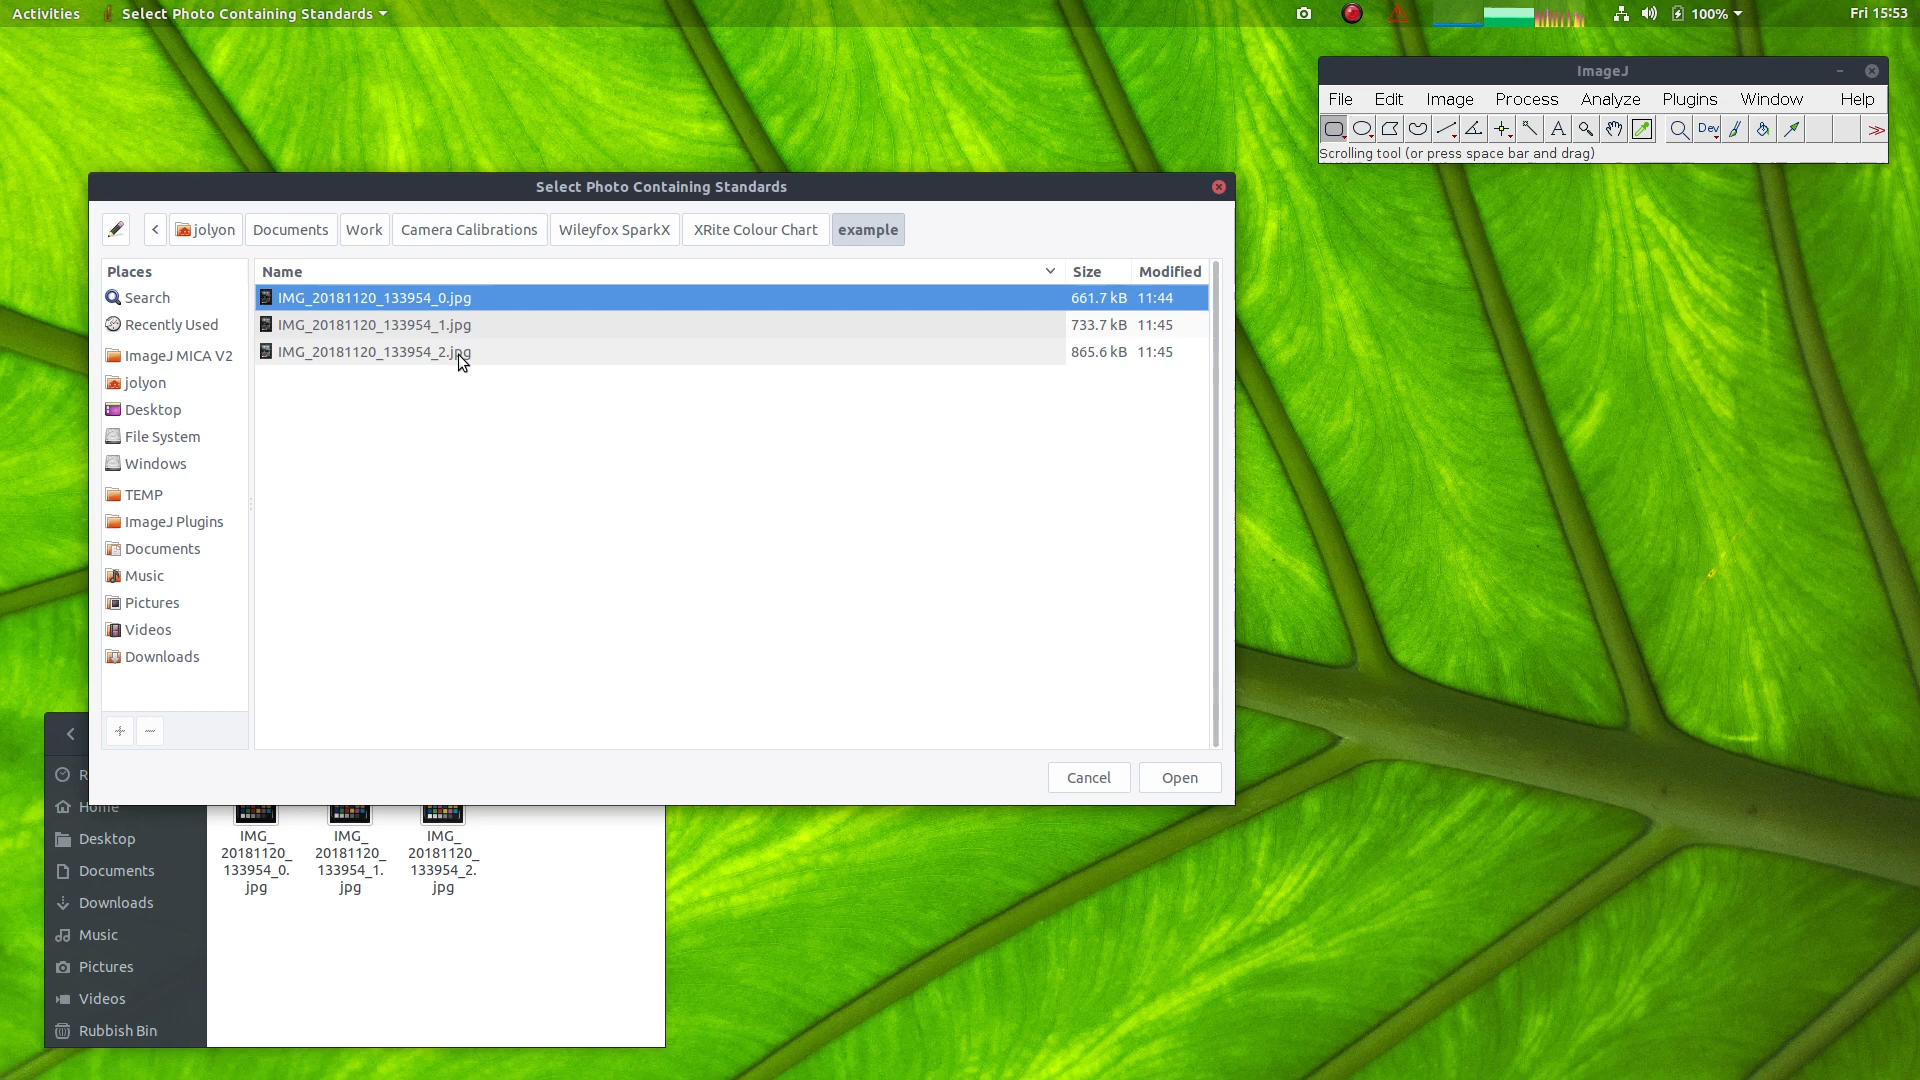 Activities
Select Photo Containing Standards
100%
Fri 15:53
ImageJ
File Edit Image Process Analyze Plugins Window Help
A Dev
Scrolling tool (or press space bar and drag)
Select Photo Containing Standards
jolyon Documents Work Camera Calibrations Wileyfox SparkX XRite Colour Chart example
Places
Search
Recently Used
ImageJ MICA V2
jolyon
Desktop
File System
Windows
TEMP
ImageJ Plugins
Documents
Music
Pictures
Videos
Downloads
Name Size Modified
IMG_20181120_133954_0.jpg 661.7 kB 11:44
IMG_20181120_133954_1.jpg 733.7 kB 11:45
IMG_20181120_133954_2.jpg 865.6 kB 11:45
Cancel Open
R
Home
Desktop
Documents
Downloads
Music
Pictures
Videos
Rubbish Bin
IMG_
20181120_
133954_0.
jpg
IMG_
20181120_
133954_1.
jpg
IMG_
20181120_
133954_2.
jpg